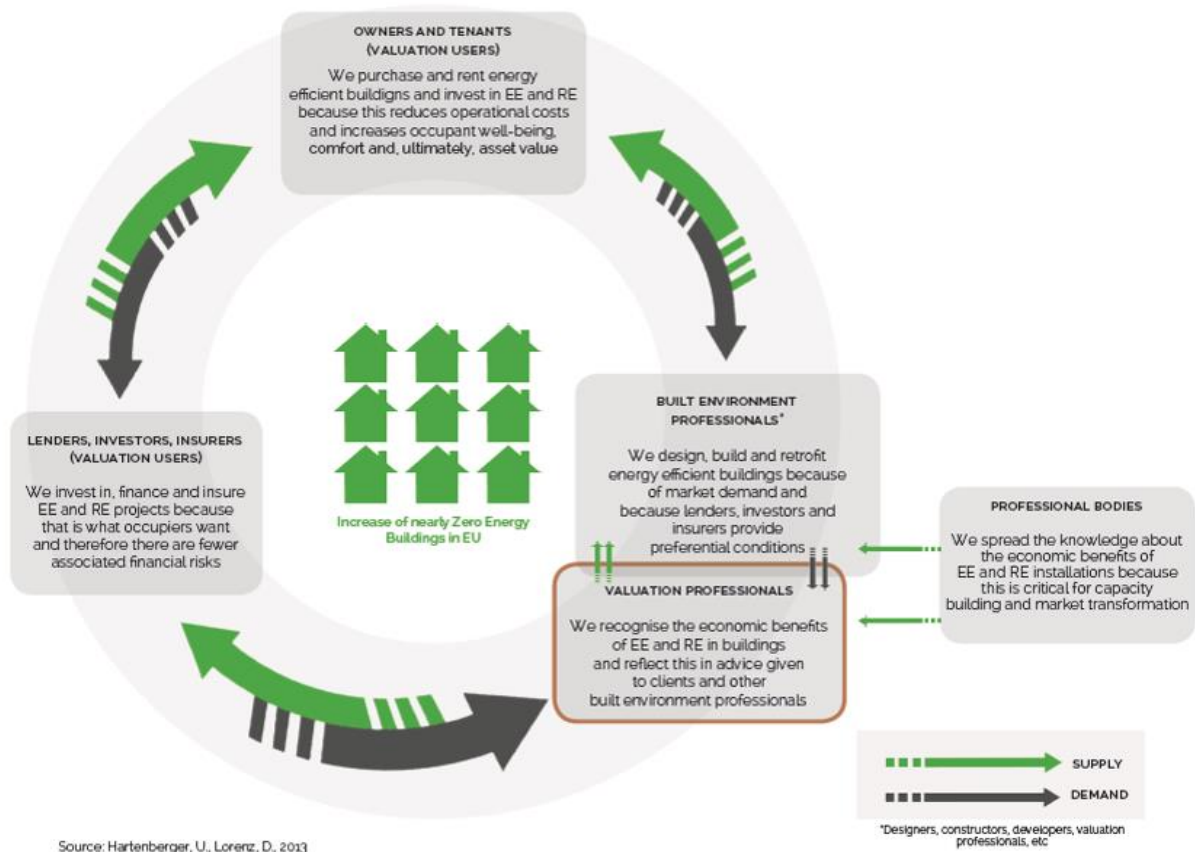 OWNERS AND TENANTS
(VALUATION USERS)
We purchase and rent energy
efficient buildigns and invest in EE and RE
because this reduces operational costs
and increases occupant well-being,
comfort and, ultimately, asset value
LENDERS, INVESTORS, INSURERS
(VALUATION USERS)
We invest in, finance and insure
EE and RE projects because
that is what occupiers want
and therefore there are fewer
associated financial risks
Increase of nearly Zero Energy
Buildings in EU
BUILT ENVIRONMENT
PROFESSIONALS*
We design, build and retrofit
energy efficient buildings because
of market demand and
because lenders, investors and
insurers provide
preferential conditions
VALUATION PROFESSIONALS
We recognise the economic benefits
of EE and RE in buildings
and reflect this in advice given
to clients and other
built environment professionals
PROFESSIONAL BODIES
We spread the knowledge about
the economic benefits of
EE and RE installations because
this is critical for capacity
building and market transformation
SUPPLY
DEMAND
*Designers, constructors, developers, valuation
professionals, etc
Source: Hartenberger, U., Lorenz, D., 2013